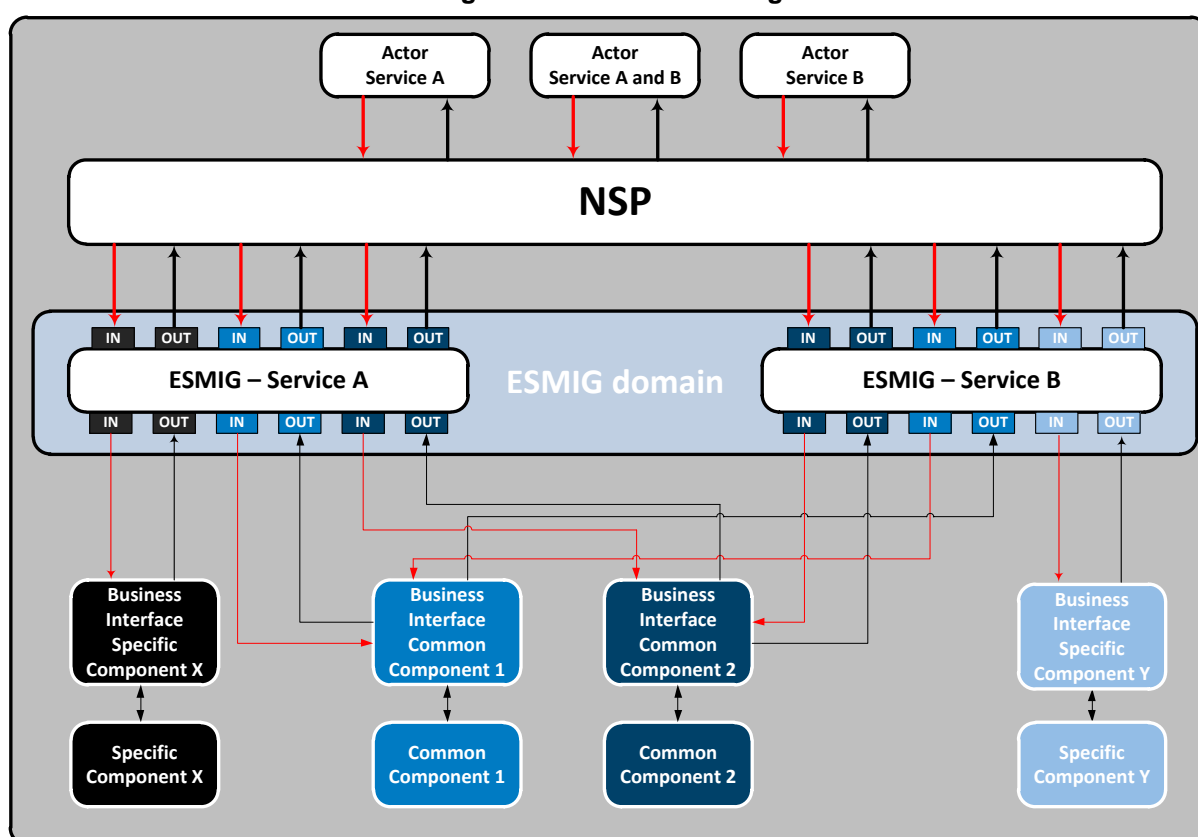 Actor
Service A
Actor
Service A and B
Actor
Service B
NSP
IN OUT IN OUT IN OUT
IN OUT IN OUT IN OUT
ESMIG – Service A
ESMIG domain
ESMIG – Service B
IN OUT IN OUT IN OUT
IN OUT IN OUT IN OUT
Business
Interface
Specific
Component X
Business
Interface
Common
Component 1
Business
Interface
Common
Component 2
Business
Interface
Specific
Component Y
Specific
Component X
Common
Component 1
Common
Component 2
Specific
Component Y